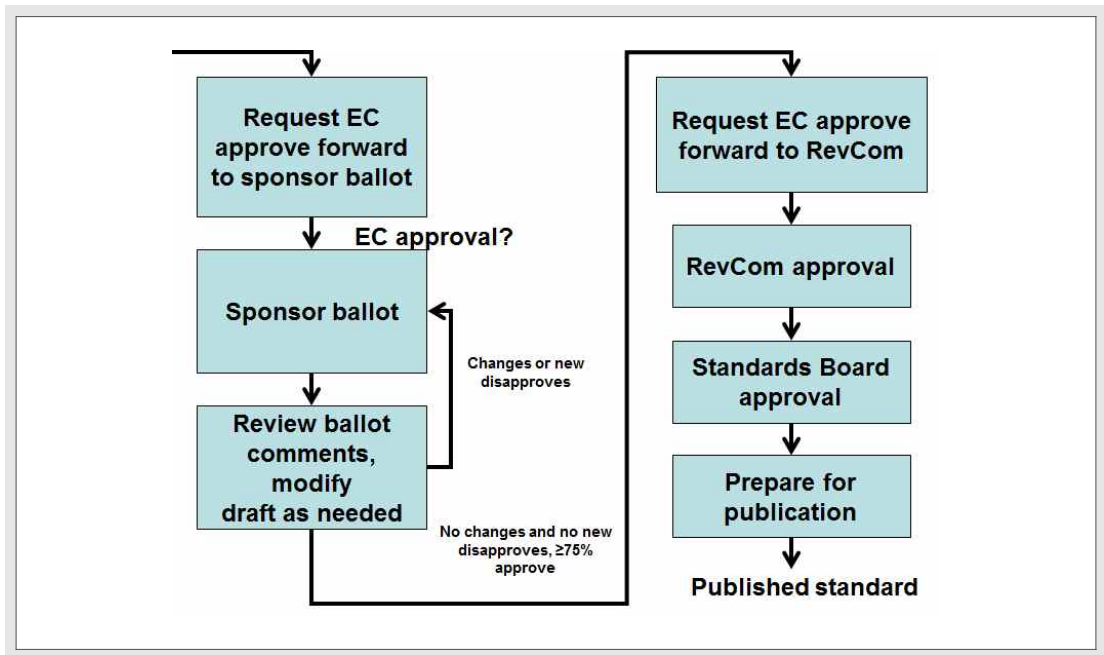 Request EC
approve forward
to sponsor ballot
EC approval?
Sponsor ballot
Changes or new
disapproves
Review ballot
comments,
modify
draft as needed
No changes and no new
disapproves, ≥75%
approve
Request EC approve
forward to RevCom
RevCom approval
Standards Board
approval
Prepare for
publication
Published standard